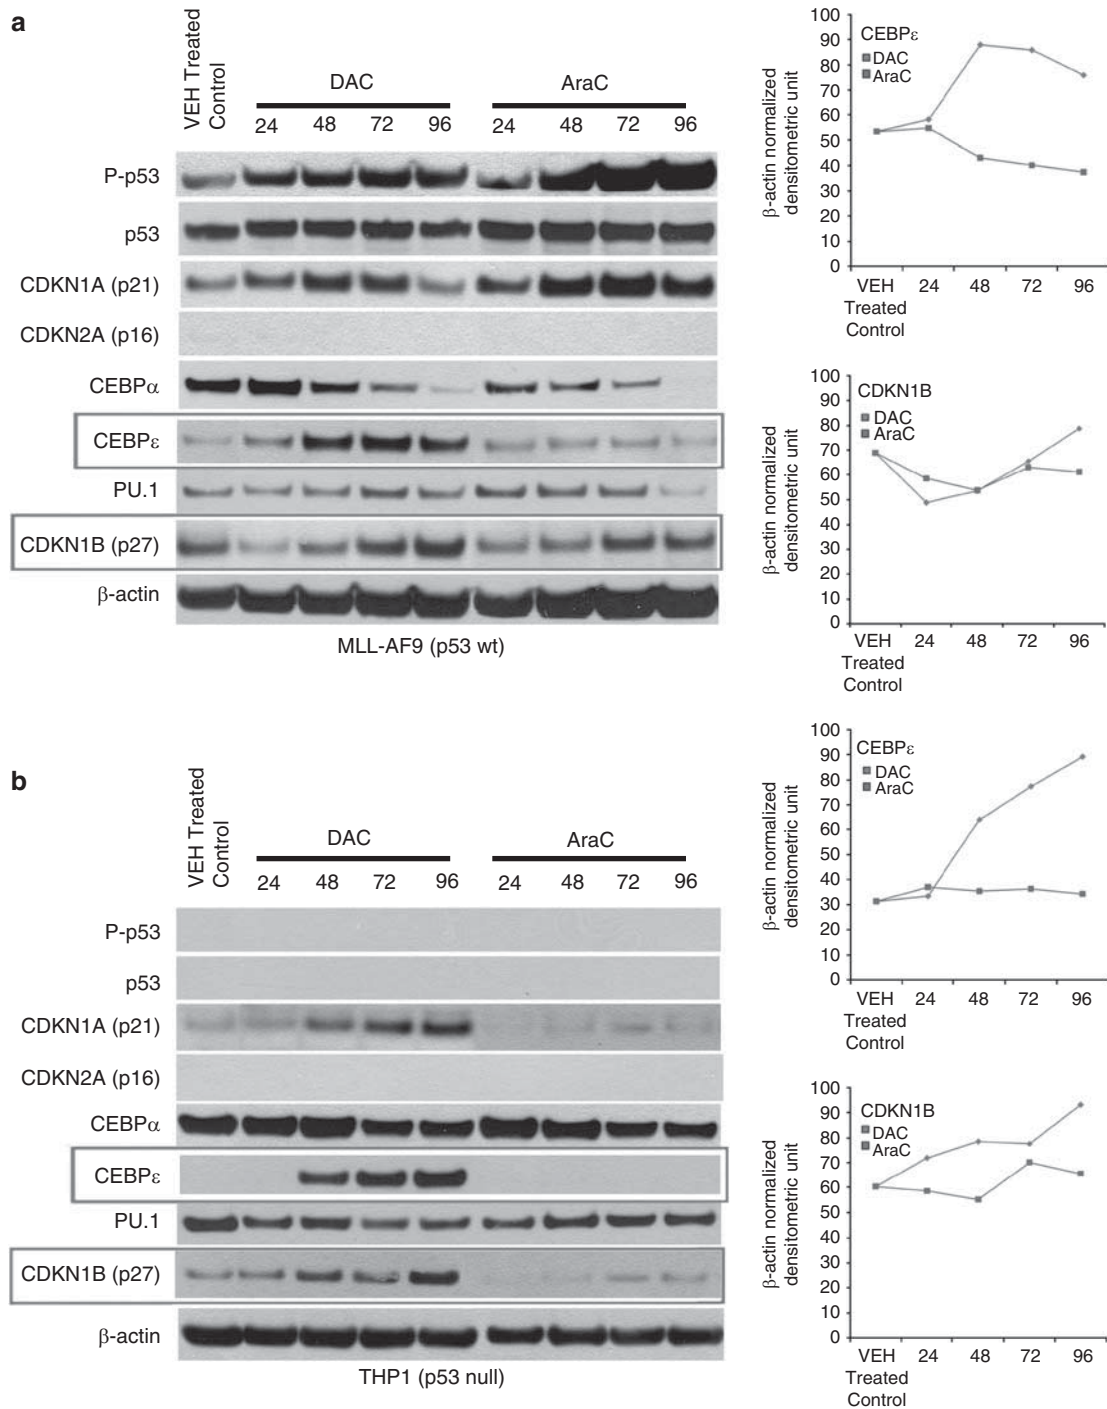 a
VEH Treated
Control
DAC
AraC
24 48 72 96 24 48 72 96
P-p53
p53
CDKN1A (p21)
CDKN2A (p16)
CEBPα
CEBPε
PU.1
CDKN1B (p27)
β-actin
MLL-AF9 (p53 wt)
β-actin normalized
densitometric unit
100
90
80
70
60
50
40
30
20
10
0
CEBPε
DAC
AraC
VEH 24 48 72 96
Treated
Control
β-actin normalized
densitometric unit
100
90
80
70
60
50
40
30
20
10
0
CDKN1B
DAC
AraC
VEH 24 48 72 96
Treated
Control
b
VEH Treated
Control
DAC
AraC
24 48 72 96 24 48 72 96
P-p53
p53
CDKN1A (p21)
CDKN2A (p16)
CEBPα
CEBPε
PU.1
CDKN1B (p27)
β-actin
THP1 (p53 null)
β-actin normalized
densitometric unit
100
90
80
70
60
50
40
30
20
10
0
CEBPε
DAC
AraC
VEH 24 48 72 96
Treated
Control
β-actin normalized
densitometric unit
100
90
80
70
60
50
40
30
20
10
0
CDKN1B
DAC
AraC
VEH 24 48 72 96
Treated
Control